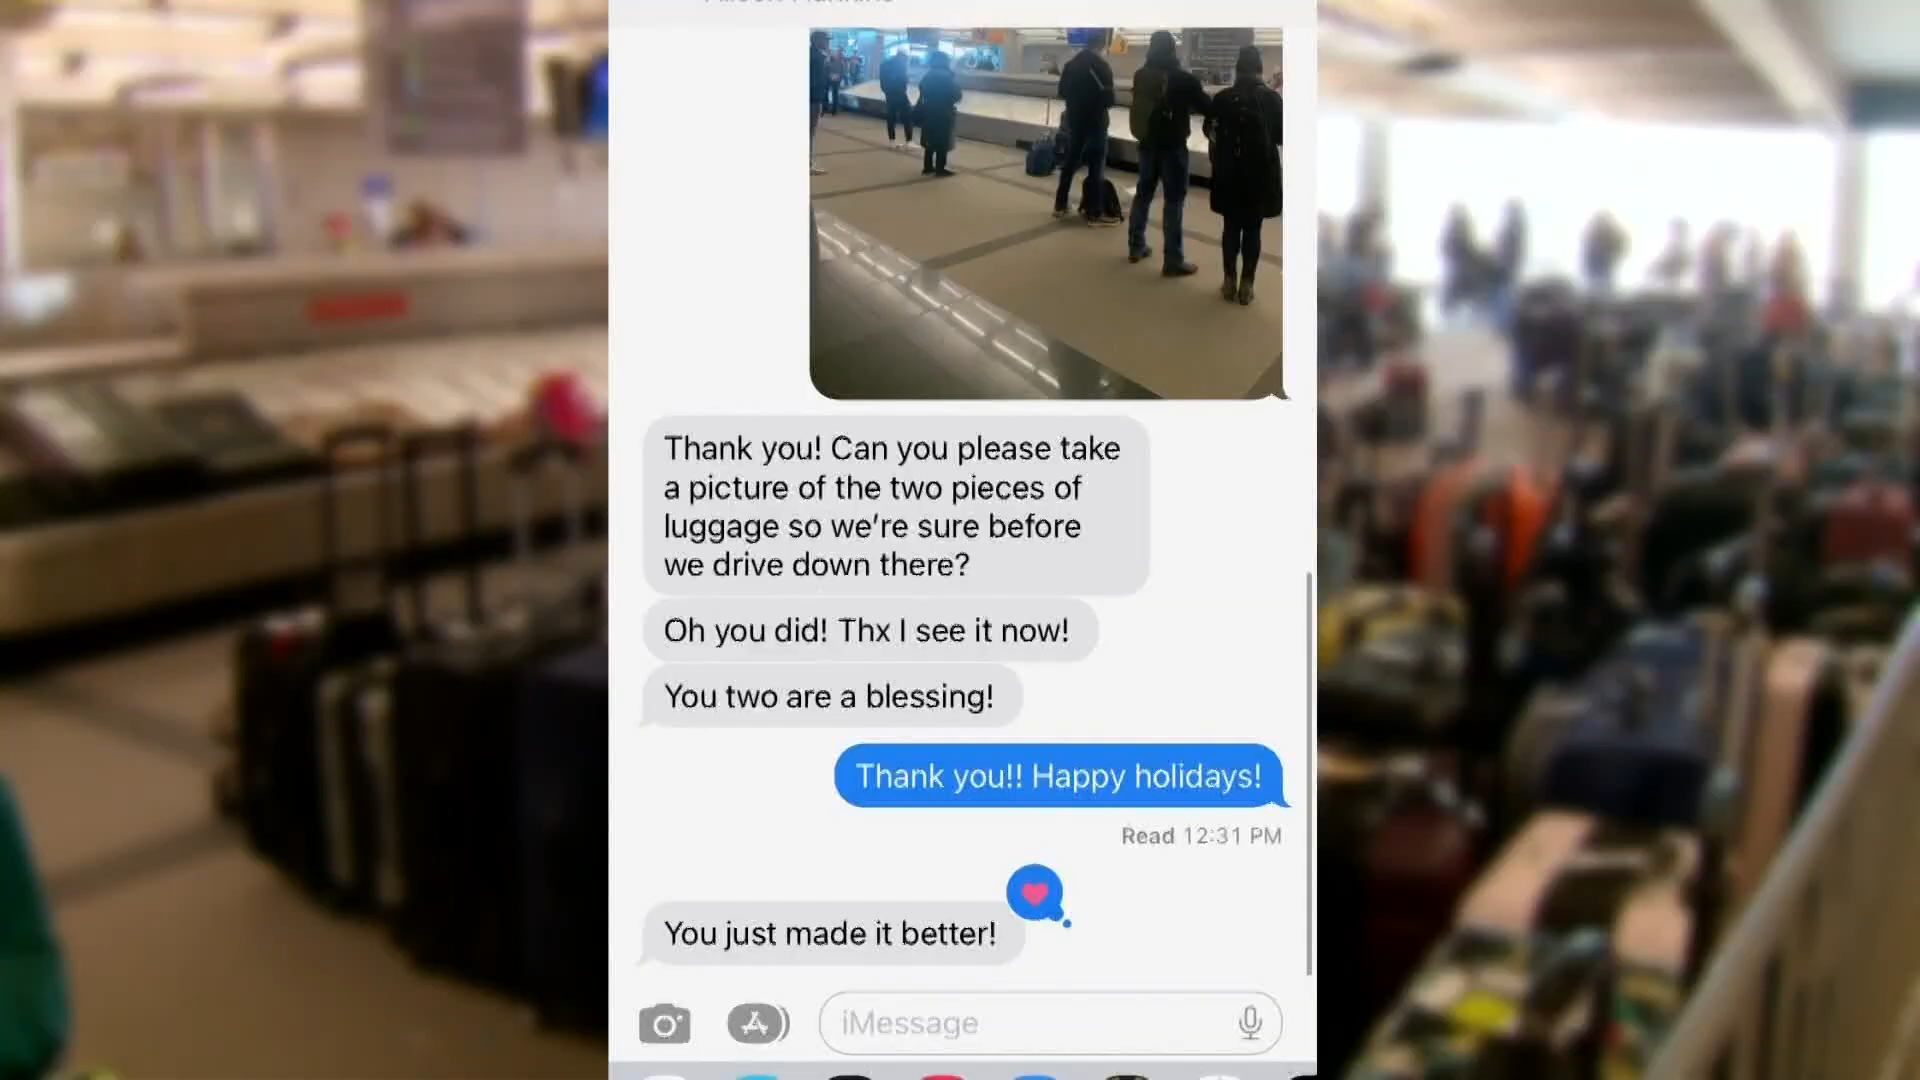 Thank you! Can you please take
a picture of the two pieces of
luggage so we're sure before
we drive down there?
Oh you did! Thx I see it now!
You two are a blessing!
Thank you!! Happy holidays!
Read 12:31 PM
You just made it better!
iMessage